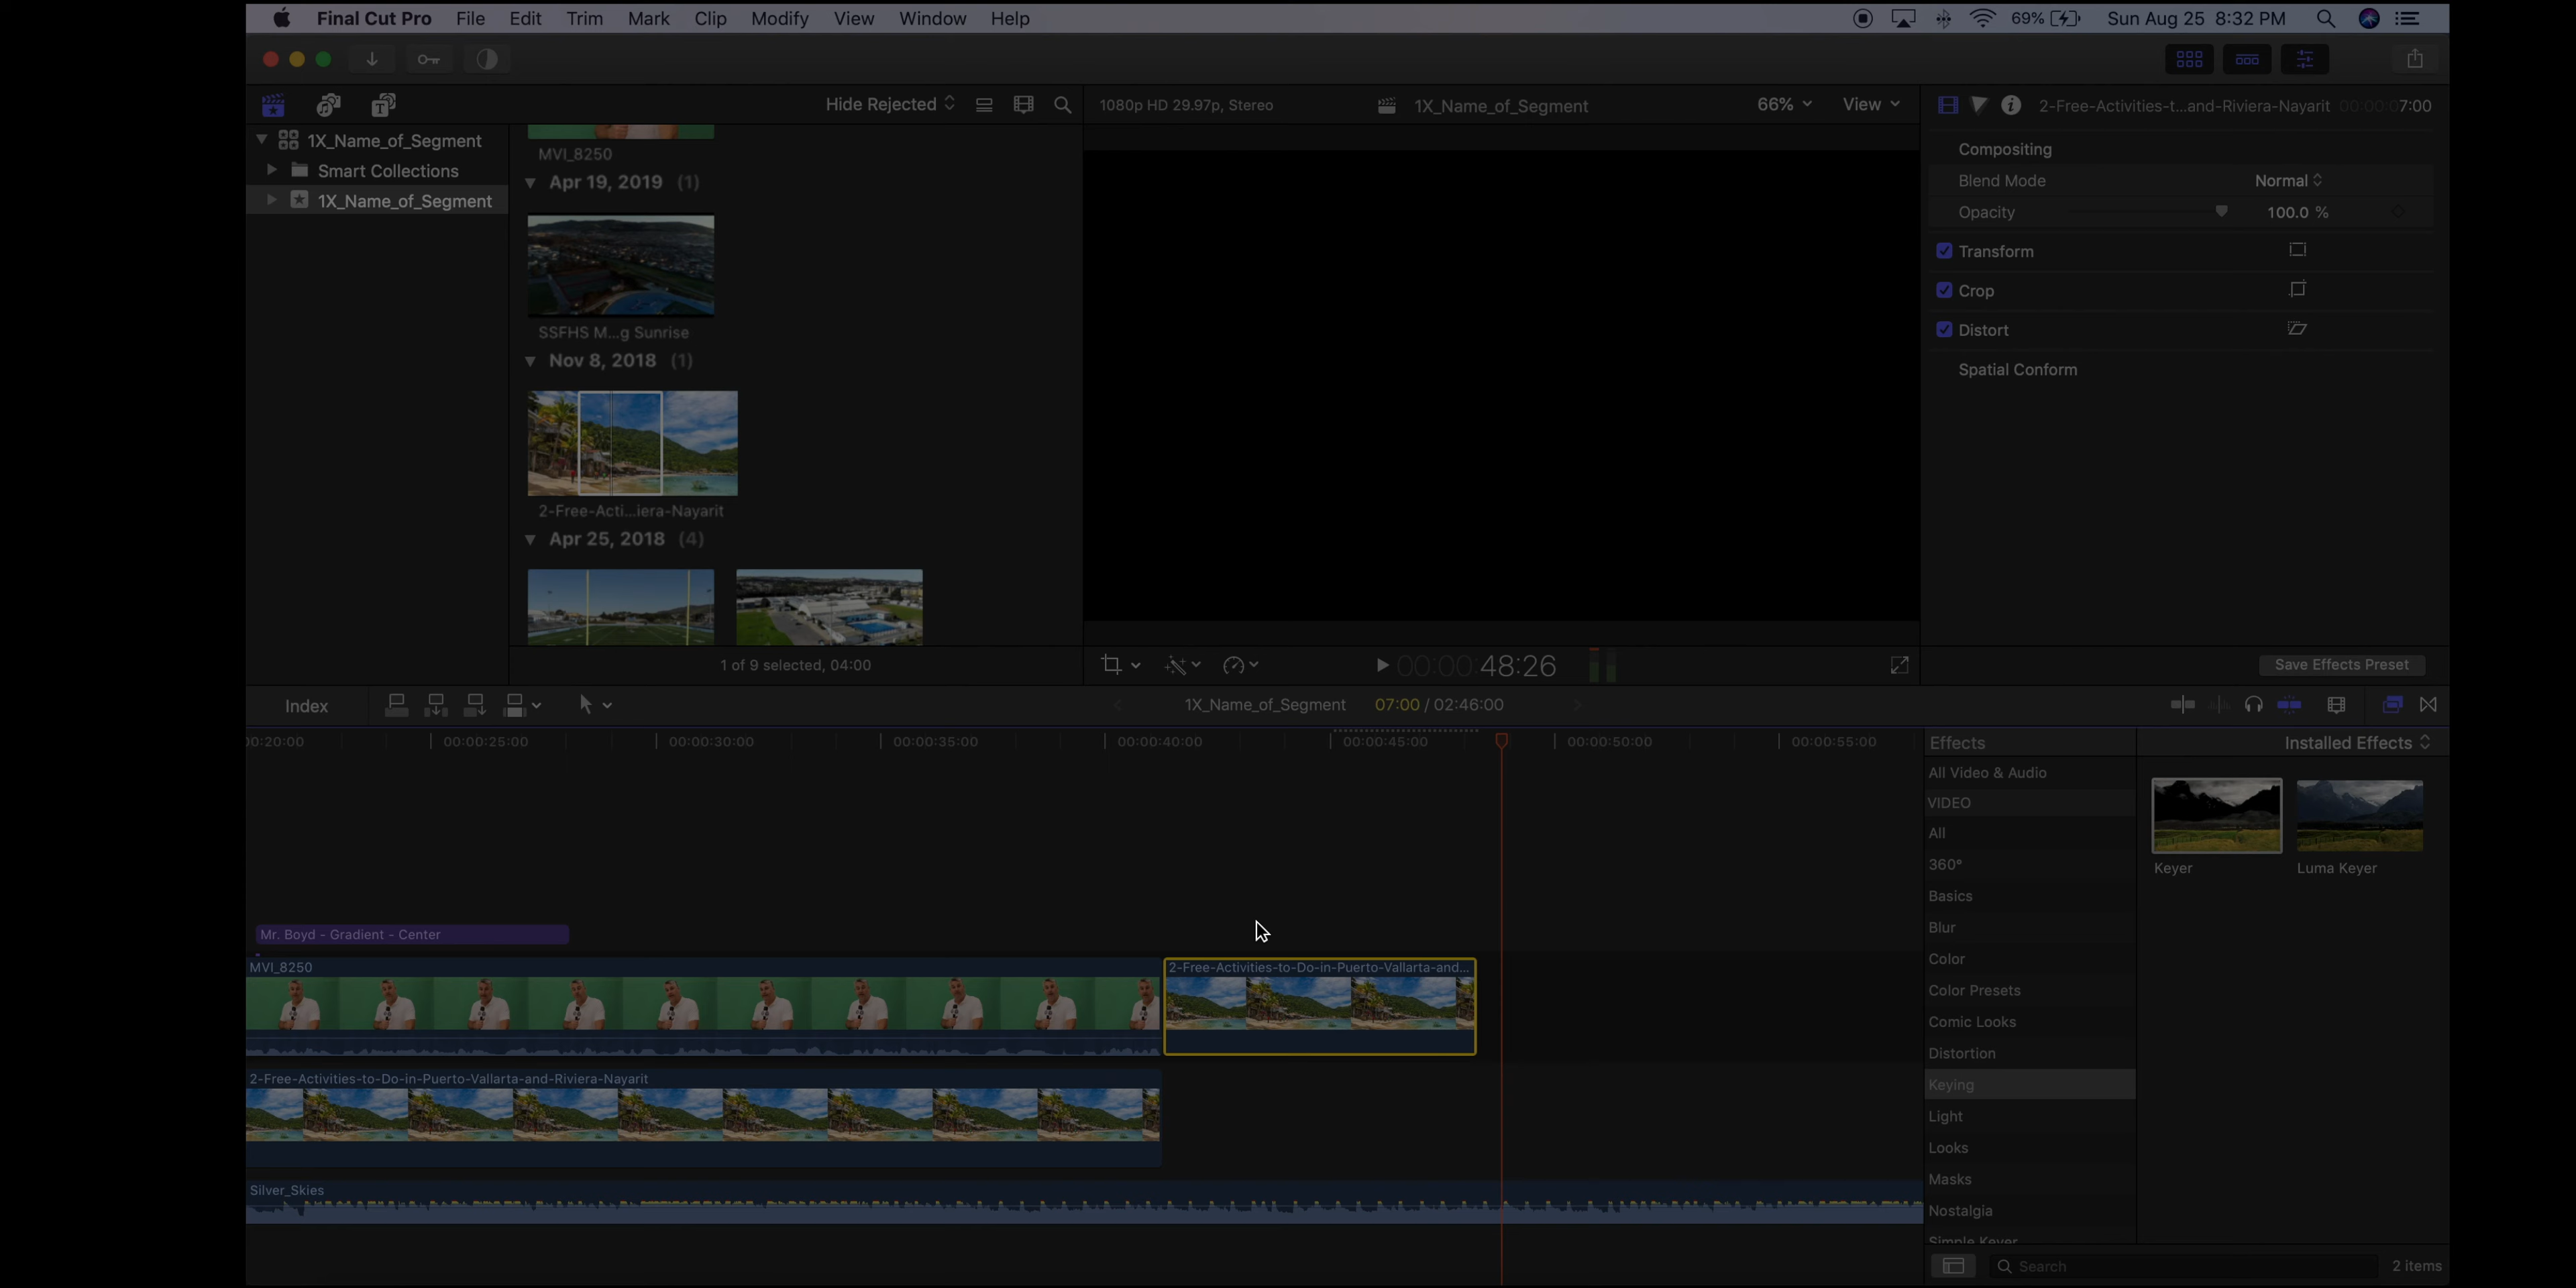 Final Cut Pro File Edit Trim Mark Clip Modify View Window Help 69% Sun Aug 25 8:32 PM
Hide Rejected 1080p HD 29.97p, Stereo 1X_Name_of_Segment 66% View 2-Free-Activities-t...and-Riviera-Nayarit 00:00:07:00
1X_Name_of_Segment
Smart Collections
1X_Name_of_Segment
MVI_8250
Apr 19, 2019 (1)
SSFHS M...g Sunrise
Nov 8, 2018 (1)
2-Free-Acti...iera-Nayarit
Apr 25, 2018 (4)
1 of 9 selected, 04:00
00:00:48:26
Compositing
Blend Mode Normal
Opacity 100.0 %
Transform
Crop
Distort
Spatial Conform
Save Effects Preset
Index 1X_Name_of_Segment 07:00 / 02:46:00
0:20:00 00:00:25:00 00:00:30:00 00:00:35:00 00:00:40:00 00:00:45:00 00:00:50:00 00:00:55:00
Mr. Boyd - Gradient - Center
MVI_8250 2-Free-Activities-to-Do-in-Puerto-Vallarta-and...
2-Free-Activities-to-Do-in-Puerto-Vallarta-and-Riviera-Nayarit
Silver_Skies
Effects Installed Effects
All Video & Audio
VIDEO
All
360°
Basics
Blur
Color
Color Presets
Comic Looks
Distortion
Keying
Light
Looks
Masks
Nostalgia
Simple Keyer
Keyer Luma Keyer
Search 2 items